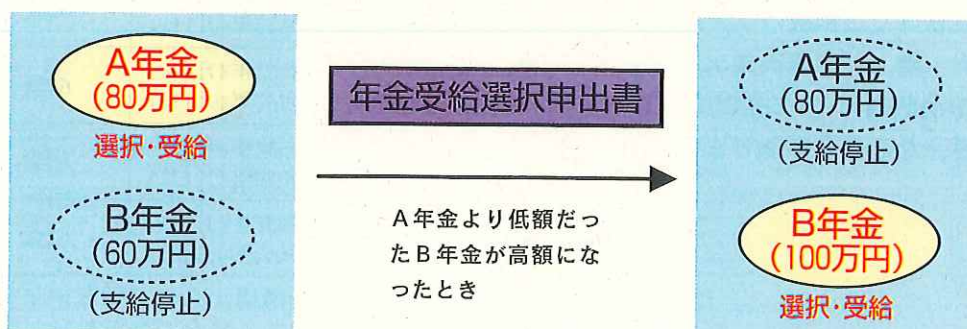 A年金
(80万円)
選択・受給
B年金
(60万円)
(支給停止)
年金受給選択申出書
A年金より低額だっ
たB年金が高額にな
ったとき
A年金
(80万円)
(支給停止)
B年金
(100万円)
選択・受給